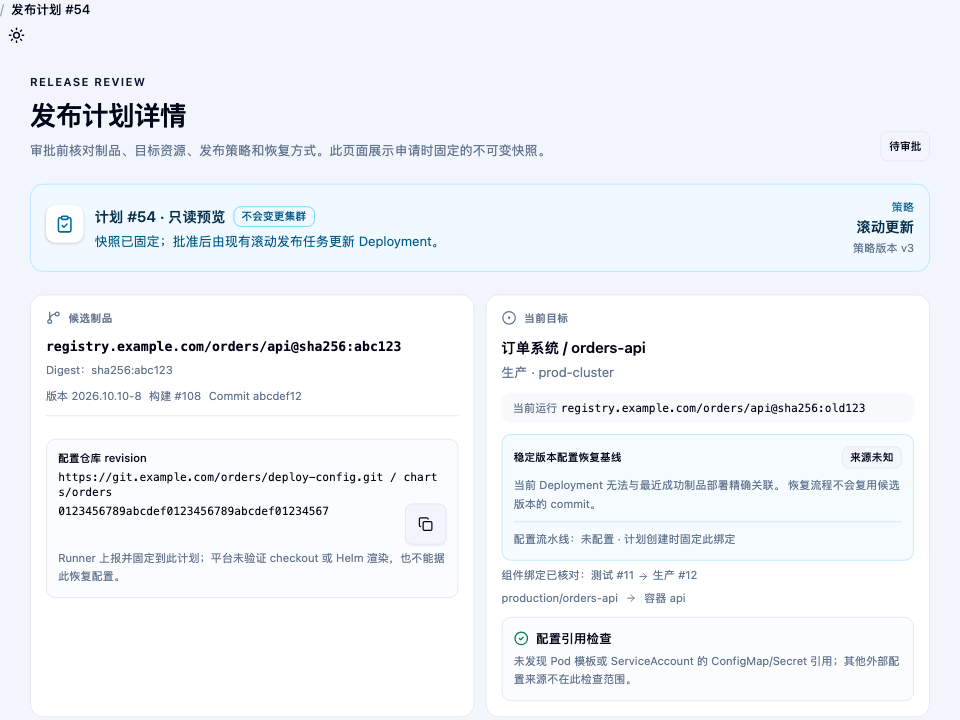 / 发布计划 #54
RELEASE REVIEW
发布计划详情
审批前核对制品、目标资源、发布策略和恢复方式。此页面展示申请时固定的不可变快照。
待审批
计划 #54 · 只读预览 不会变更集群
快照已固定；批准后由现有滚动发布任务更新 Deployment。
策略
滚动更新
策略版本 v3
候选制品
registry.example.com/orders/api@sha256:abc123
Digest: sha256:abc123
版本 2026.10.10-8 构建 #108 Commit abcdef12
配置仓库 revision
https://git.example.com/orders/deploy-config.git / chart
s/orders
0123456789abcdef0123456789abcdef01234567
Runner 上报并固定到此计划；平台未验证 checkout 或 Helm 渲染，也不能据
此恢复配置。
当前目标
订单系统 / orders-api
生产 · prod-cluster
当前运行 registry.example.com/orders/api@sha256:old123
稳定版本配置恢复基线 来源未知
当前 Deployment 无法与最近成功制品部署精确关联。 恢复流程不会复用候选
版本的 commit。
配置流水线：未配置 · 计划创建时固定此绑定
组件绑定已核对：测试 #11 → 生产 #12
production/orders-api → 容器 api
配置引用检查
未发现 Pod 模板或 ServiceAccount 的 ConfigMap/Secret 引用；其他外部配
置来源不在此检查范围。